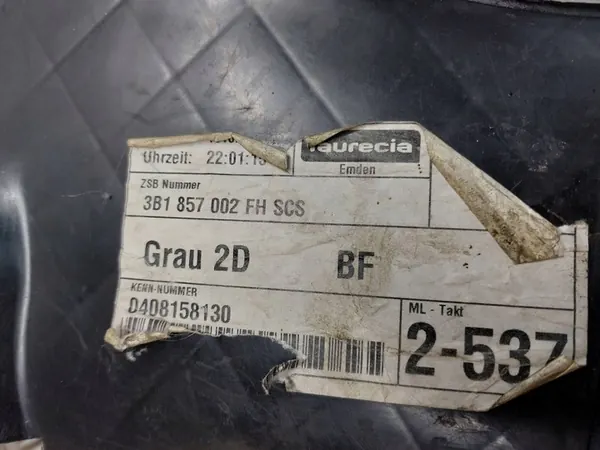 Uhrzeit: 22:01:15
faurecia
Emden
ZSB Nummer
3B1 857 002 FH SCS
Grau 2D BF
KENN-NUMMER
0408158130
ML - Takt
2-537